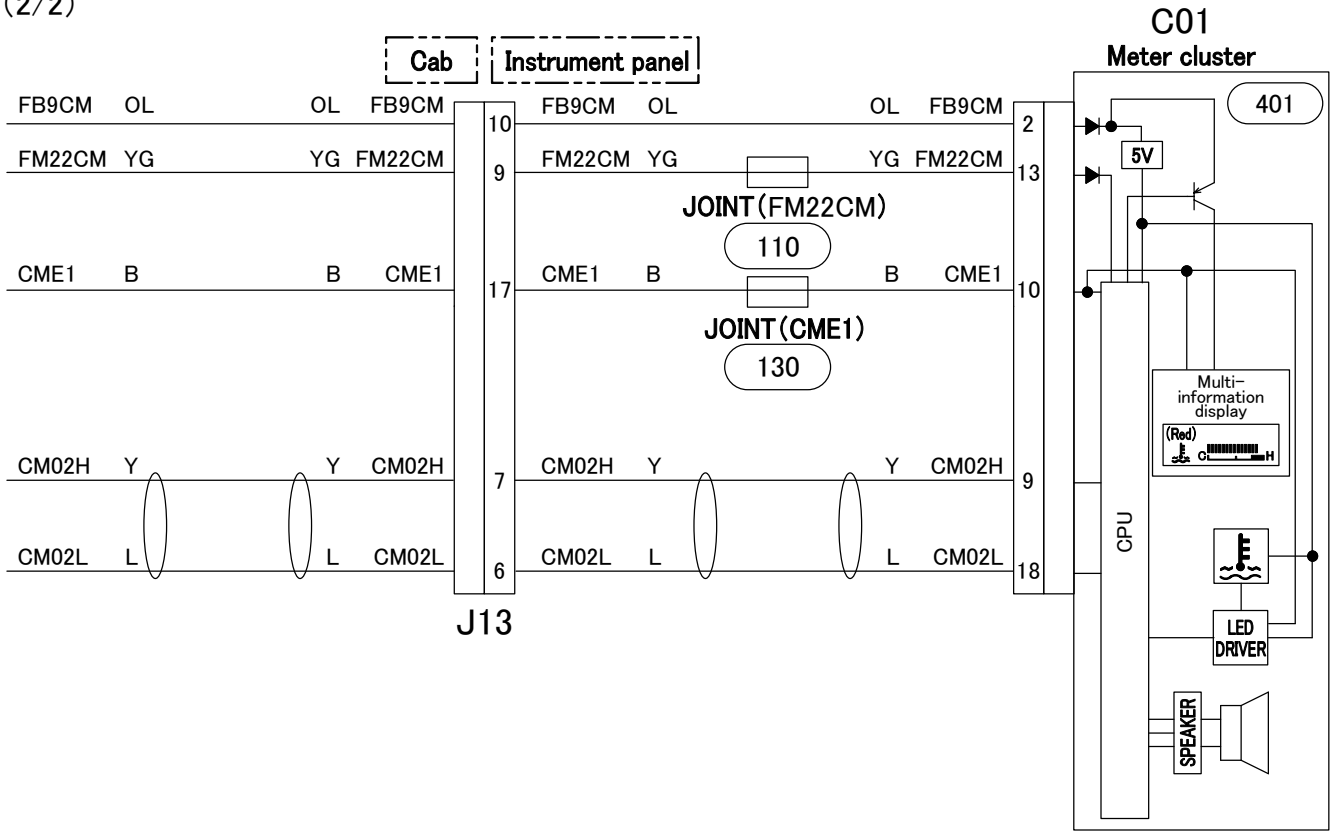 (2/2)
C01
Meter cluster
Cab
Instrument panel
401
FB9CM OL OL FB9CM 10 FB9CM OL OL FB9CM 2
FM22CM YG YG FM22CM 9 FM22CM YG YG FM22CM 13
5V
JOINT(FM22CM)
110
CME1 B B CME1 17 CME1 B B CME1 10
JOINT(CME1)
130
Multi-
information
display
(Red)
C H
CM02H Y Y CM02H 7 CM02H Y Y CM02H 9
CPU
CM02L L L CM02L 6 CM02L L L CM02L 18
J13
LED
DRIVER
SPEAKER